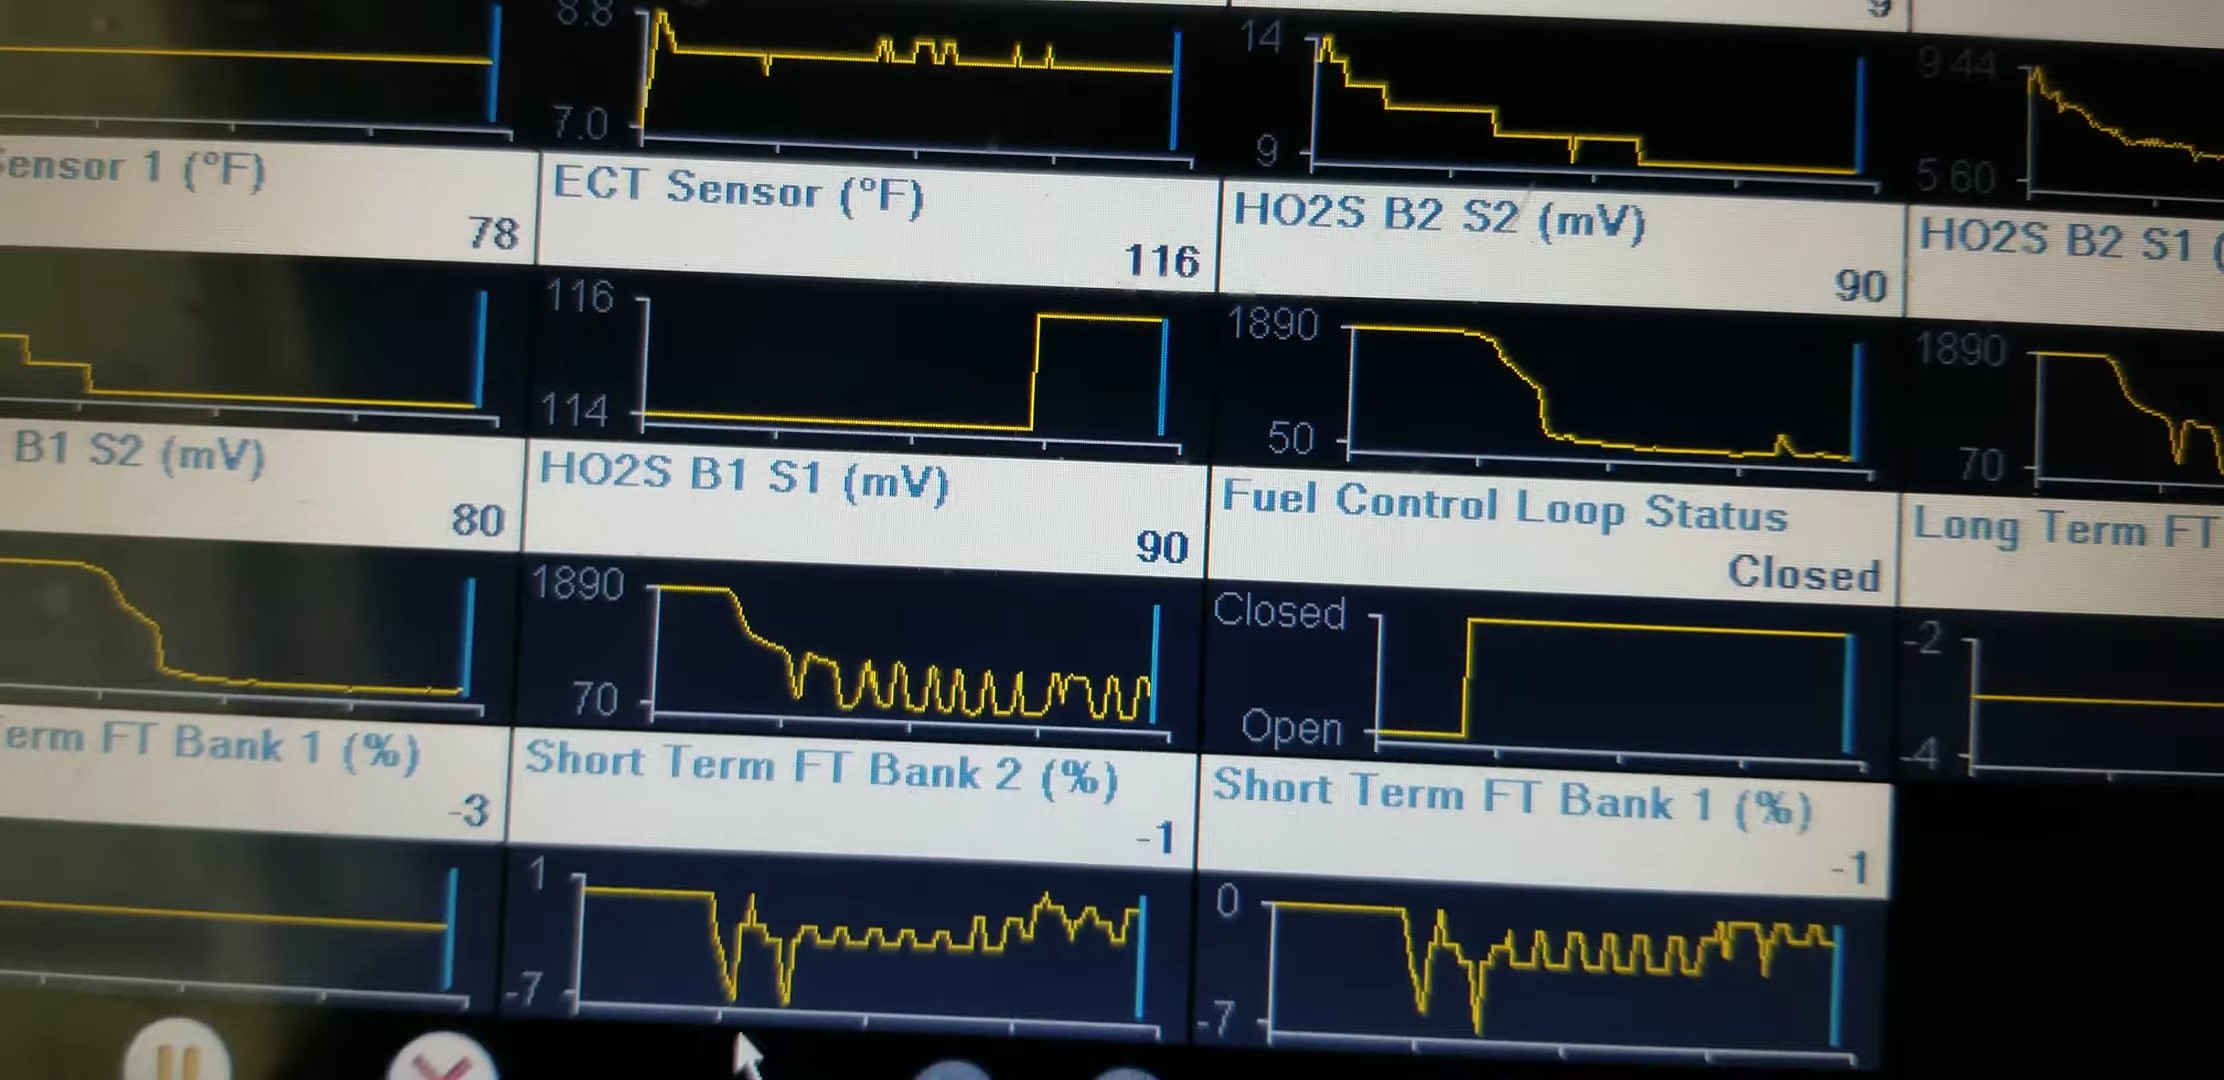 9
8.8
7.0
14
9
9.44
5.60
ensor 1 (°F)
78
ECT Sensor (°F)
116
HO2S B2 S2 (mV)
90
HO2S B2 S1 (
116
114
1890
50
1890
70
B1 S2 (mV)
80
HO2S B1 S1 (mV)
90
Fuel Control Loop Status
Closed
Long Term FT
1890
70
Closed
Open
-2
-4
erm FT Bank 1 (%)
-3
Short Term FT Bank 2 (%)
-1
Short Term FT Bank 1 (%)
-1
1
-7
0
-7